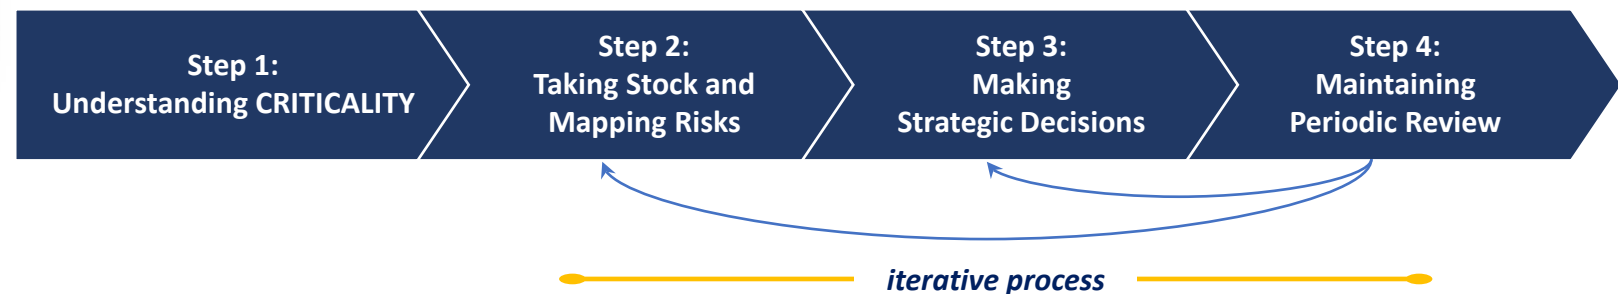 Step 1:
Understanding CRITICALITY
Step 2:
Taking Stock and
Mapping Risks
Step 3:
Making
Strategic Decisions
Step 4:
Maintaining
Periodic Review
iterative process